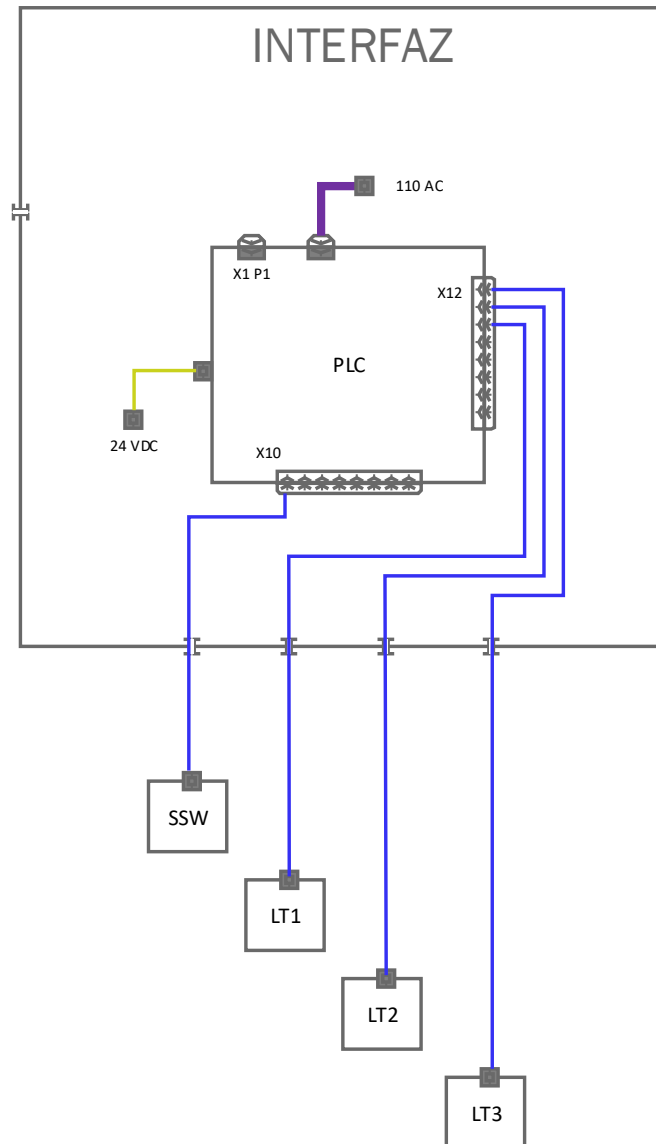 INTERFAZ
110 AC
X1 P1
X12
PLC
24 VDC
X10
SSW
LT1
LT2
LT3